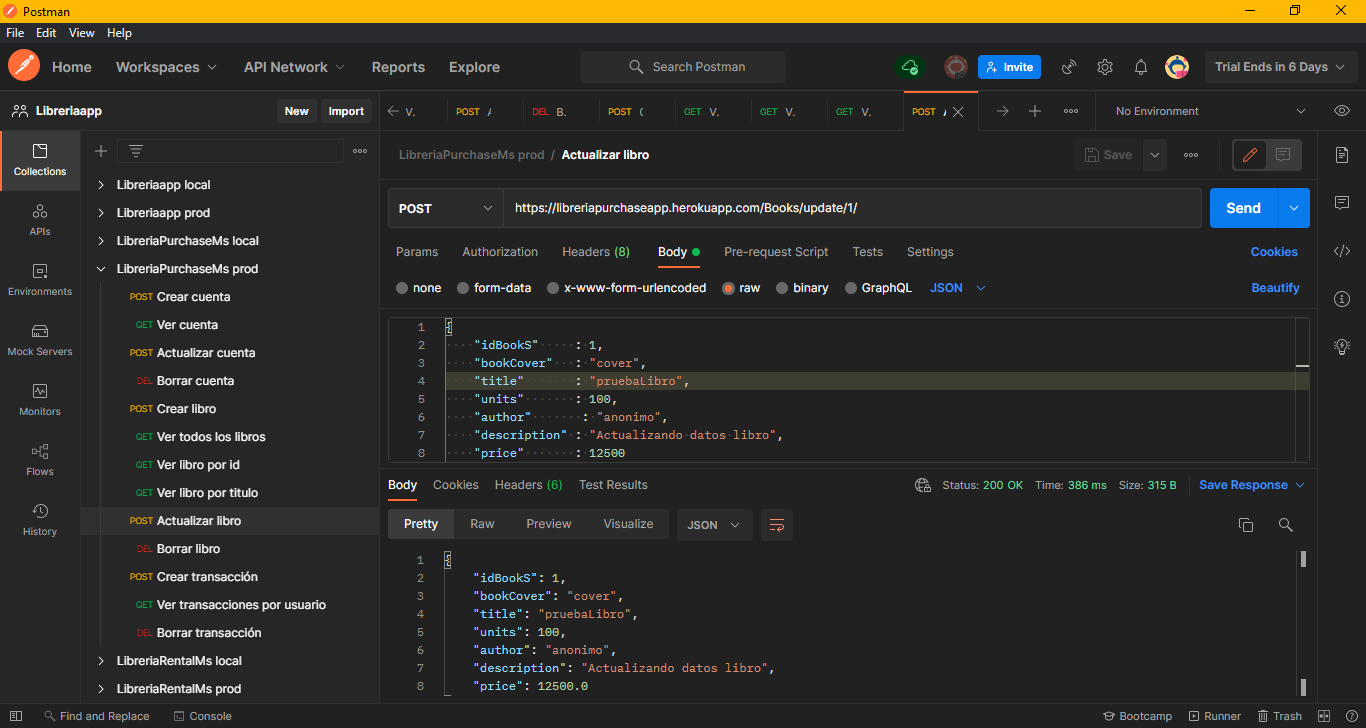 Postman
File Edit View Help
Home Workspaces API Network Reports Explore Search Postman Invite Trial Ends in 6 Days
Libreriaapp New Import
V. POST DEL B. POST GET V. GET V. GET V. POST No Environment
LibreriaPurchaseMs prod / Actualizar libro Save
POST https://libreriapurchaseapp.herokuapp.com/Books/update/1/ Send
Params Authorization Headers (8) Body Pre-request Script Tests Settings Cookies
none form-data x-www-form-urlencoded raw binary GraphQL JSON Beautify
Collections
APIs
Environments
Mock Servers
Monitors
Flows
History
Libreriaapp local
Libreriaapp prod
LibreriaPurchaseMs local
LibreriaPurchaseMs prod
POST Crear cuenta
GET Ver cuenta
POST Actualizar cuenta
DEL Borrar cuenta
POST Crear libro
GET Ver todos los libros
GET Ver libro por id
GET Ver libro por titulo
POST Actualizar libro
DEL Borrar libro
POST Crear transacción
GET Ver transacciones por usuario
DEL Borrar transacción
LibreriaRentalMs local
LibreriaRentalMs prod
1 {
2 "idBookS" : 1,
3 "bookCover" : "cover",
4 "title" : "pruebaLibro",
5 "units" : 100,
6 "author" : "anonimo",
7 "description" : "Actualizando datos libro",
8 "price" : 12500
Body Cookies Headers (6) Test Results Status: 200 OK Time: 386 ms Size: 315 B Save Response
Pretty Raw Preview Visualize JSON
1 {
2 "idBookS": 1,
3 "bookCover": "cover",
4 "title": "pruebaLibro",
5 "units": 100,
6 "author": "anonimo",
7 "description": "Actualizando datos libro",
8 "price": 12500.0
Find and Replace Console Bootcamp Runner Trash